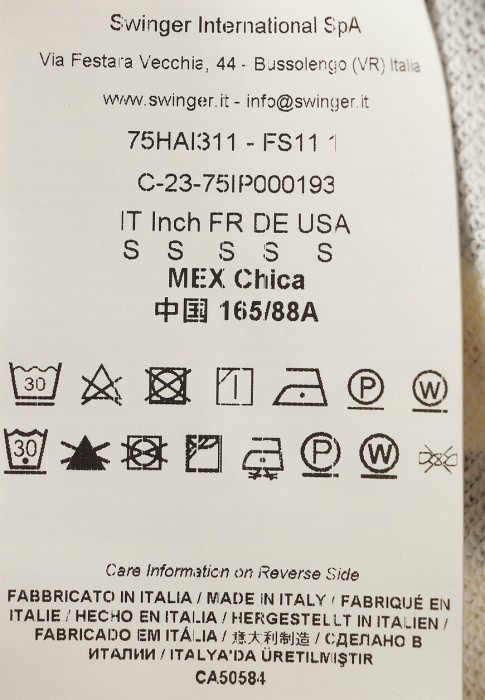 Swinger International SpA
Via Festara Vecchia, 44 - Bussolengo (VR) Italia
www.swinger.it - info@swinger.it
75HAI311 - FS11 1
C-23-75IP000193
IT Inch FR DE USA
S S S S S
MEX Chica
中国 165/88A
30 P W
30 P W
Care Information on Reverse Side
FABBRICATO IN ITALIA / MADE IN ITALY / FABRIQUÉ EN
ITALIE / HECHO EN ITALIA / HERGESTELLT IN ITALIEN /
FABRICADO EM ITÁLIA / 意大利制造 / СДЕЛАНО В
ИТАЛИИ / ITALYA'DA ÜRETILMIŞTIR
CA50584